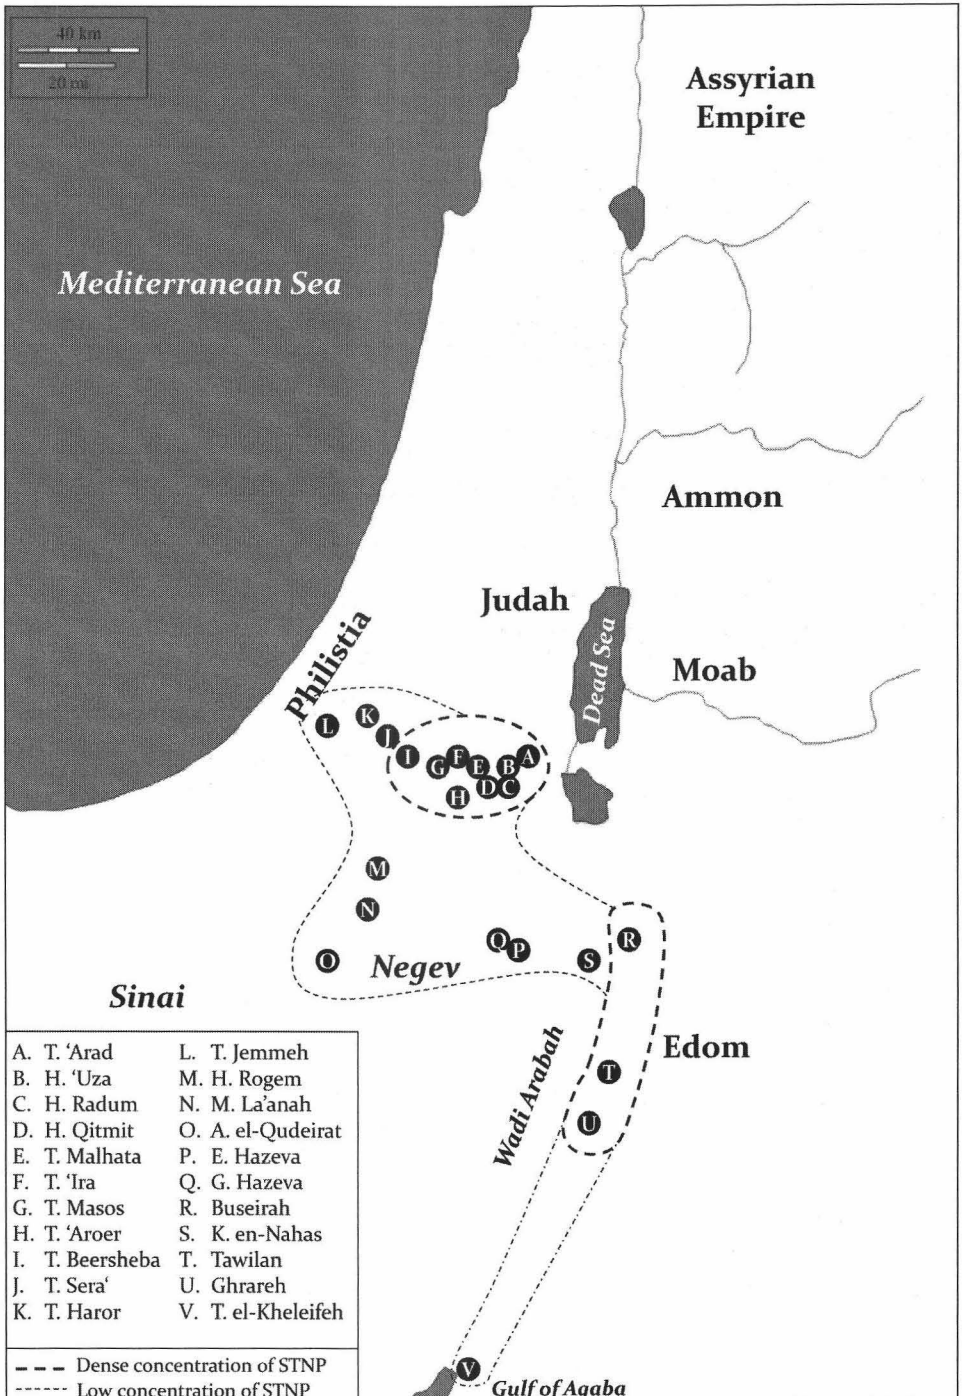 40 km
20 mi
Assyrian
Empire
Mediterranean Sea
Ammon
Judah
Philistia
Dead Sea
Moab
L
K
J
I
G
F
E
B
A
D
C
H
M
N
O
Q
P
S
R
Negev
Sinai
Edom
Wadi Arabah
T
U
V
Gulf of Aqaba
A. T. ‘Arad
B. H. ‘Uza
C. H. Radum
D. H. Qitmit
E. T. Malhata
F. T. ‘Ira
G. T. Masos
H. T. ‘Aroer
I. T. Beersheba
J. T. Sera‘
K. T. Haror
L. T. Jemmeh
M. H. Rogem
N. M. La’anah
O. A. el-Qudeirat
P. E. Hazeva
Q. G. Hazeva
R. Buseirah
S. K. en-Nahas
T. Tawilan
U. Ghrareh
V. T. el-Kheleifeh
Dense concentration of STNP
Low concentration of STNP